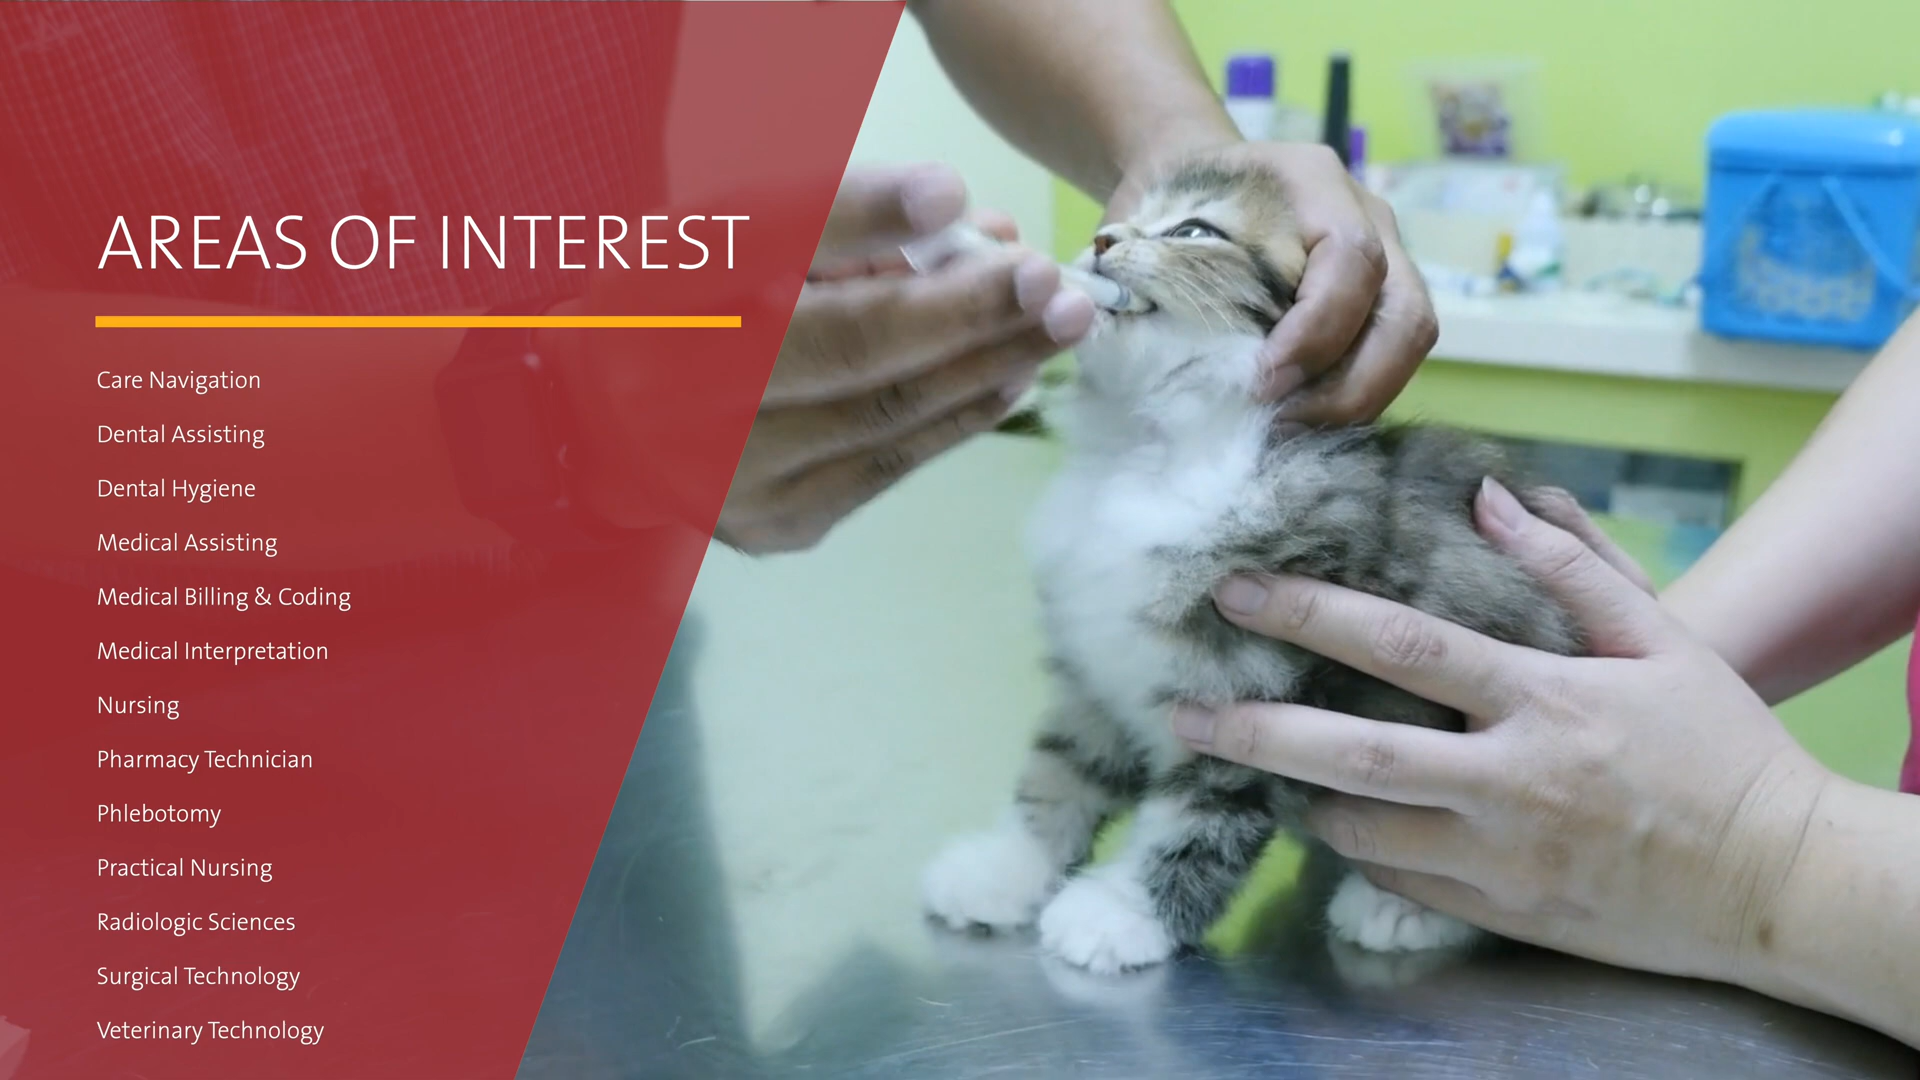 AREAS OF INTEREST
Care Navigation
Dental Assisting
Dental Hygiene
Medical Assisting
Medical Billing & Coding
Medical Interpretation
Nursing
Pharmacy Technician
Phlebotomy
Practical Nursing
Radiologic Sciences
Surgical Technology
Veterinary Technology